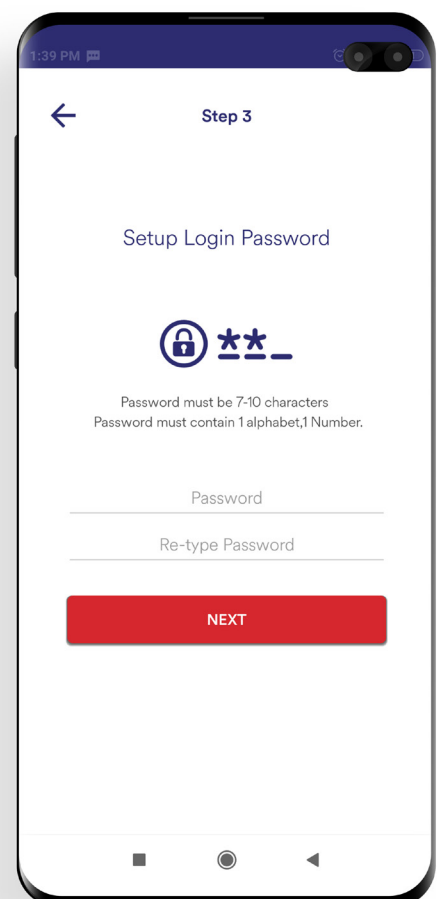 1:39 PM
Step 3
Setup Login Password
**_
Password must be 7-10 characters
Password must contain 1 alphabet,1 Number.
Password
Re-type Password
NEXT